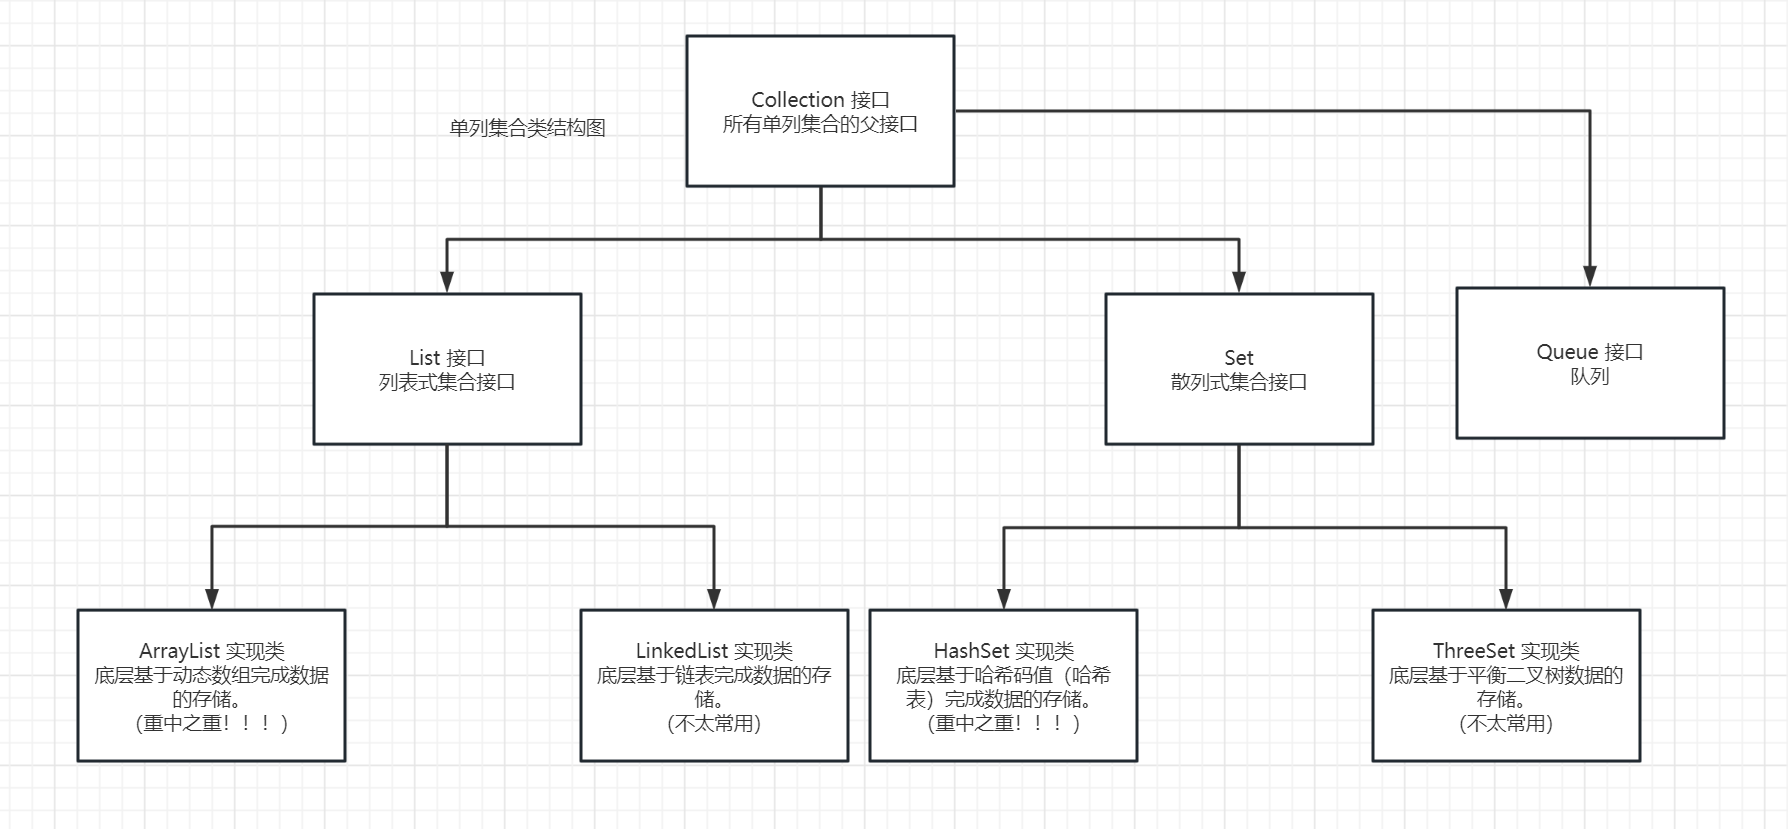 Collection 接口
所有单列集合的父接口
单列集合类结构图
List 接口
列表式集合接口
Set
散列式集合接口
Queue 接口
队列
ArrayList 实现类
底层基于动态数组完成数据
的存储。
（重中之重！！！）
LinkedList 实现类
底层基于链表完成数据的存
储。
（不太常用）
HashSet 实现类
底层基于哈希码值（哈希
表）完成数据的存储。
（重中之重！！！）
ThreeSet 实现类
底层基于平衡二叉树数据的
存储。
（不太常用）